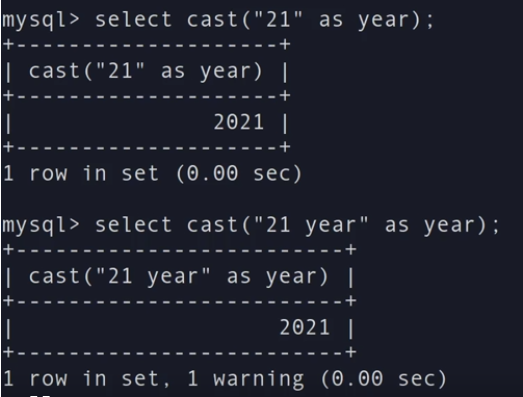 mysql> select cast("21" as year);
+--------------------+
| cast("21" as year) |
+--------------------+
|               2021 |
+--------------------+
1 row in set (0.00 sec)
mysql> select cast("21 year" as year);
+-------------------------+
| cast("21 year" as year) |
+-------------------------+
|                    2021 |
+-------------------------+
1 row in set, 1 warning (0.00 sec)